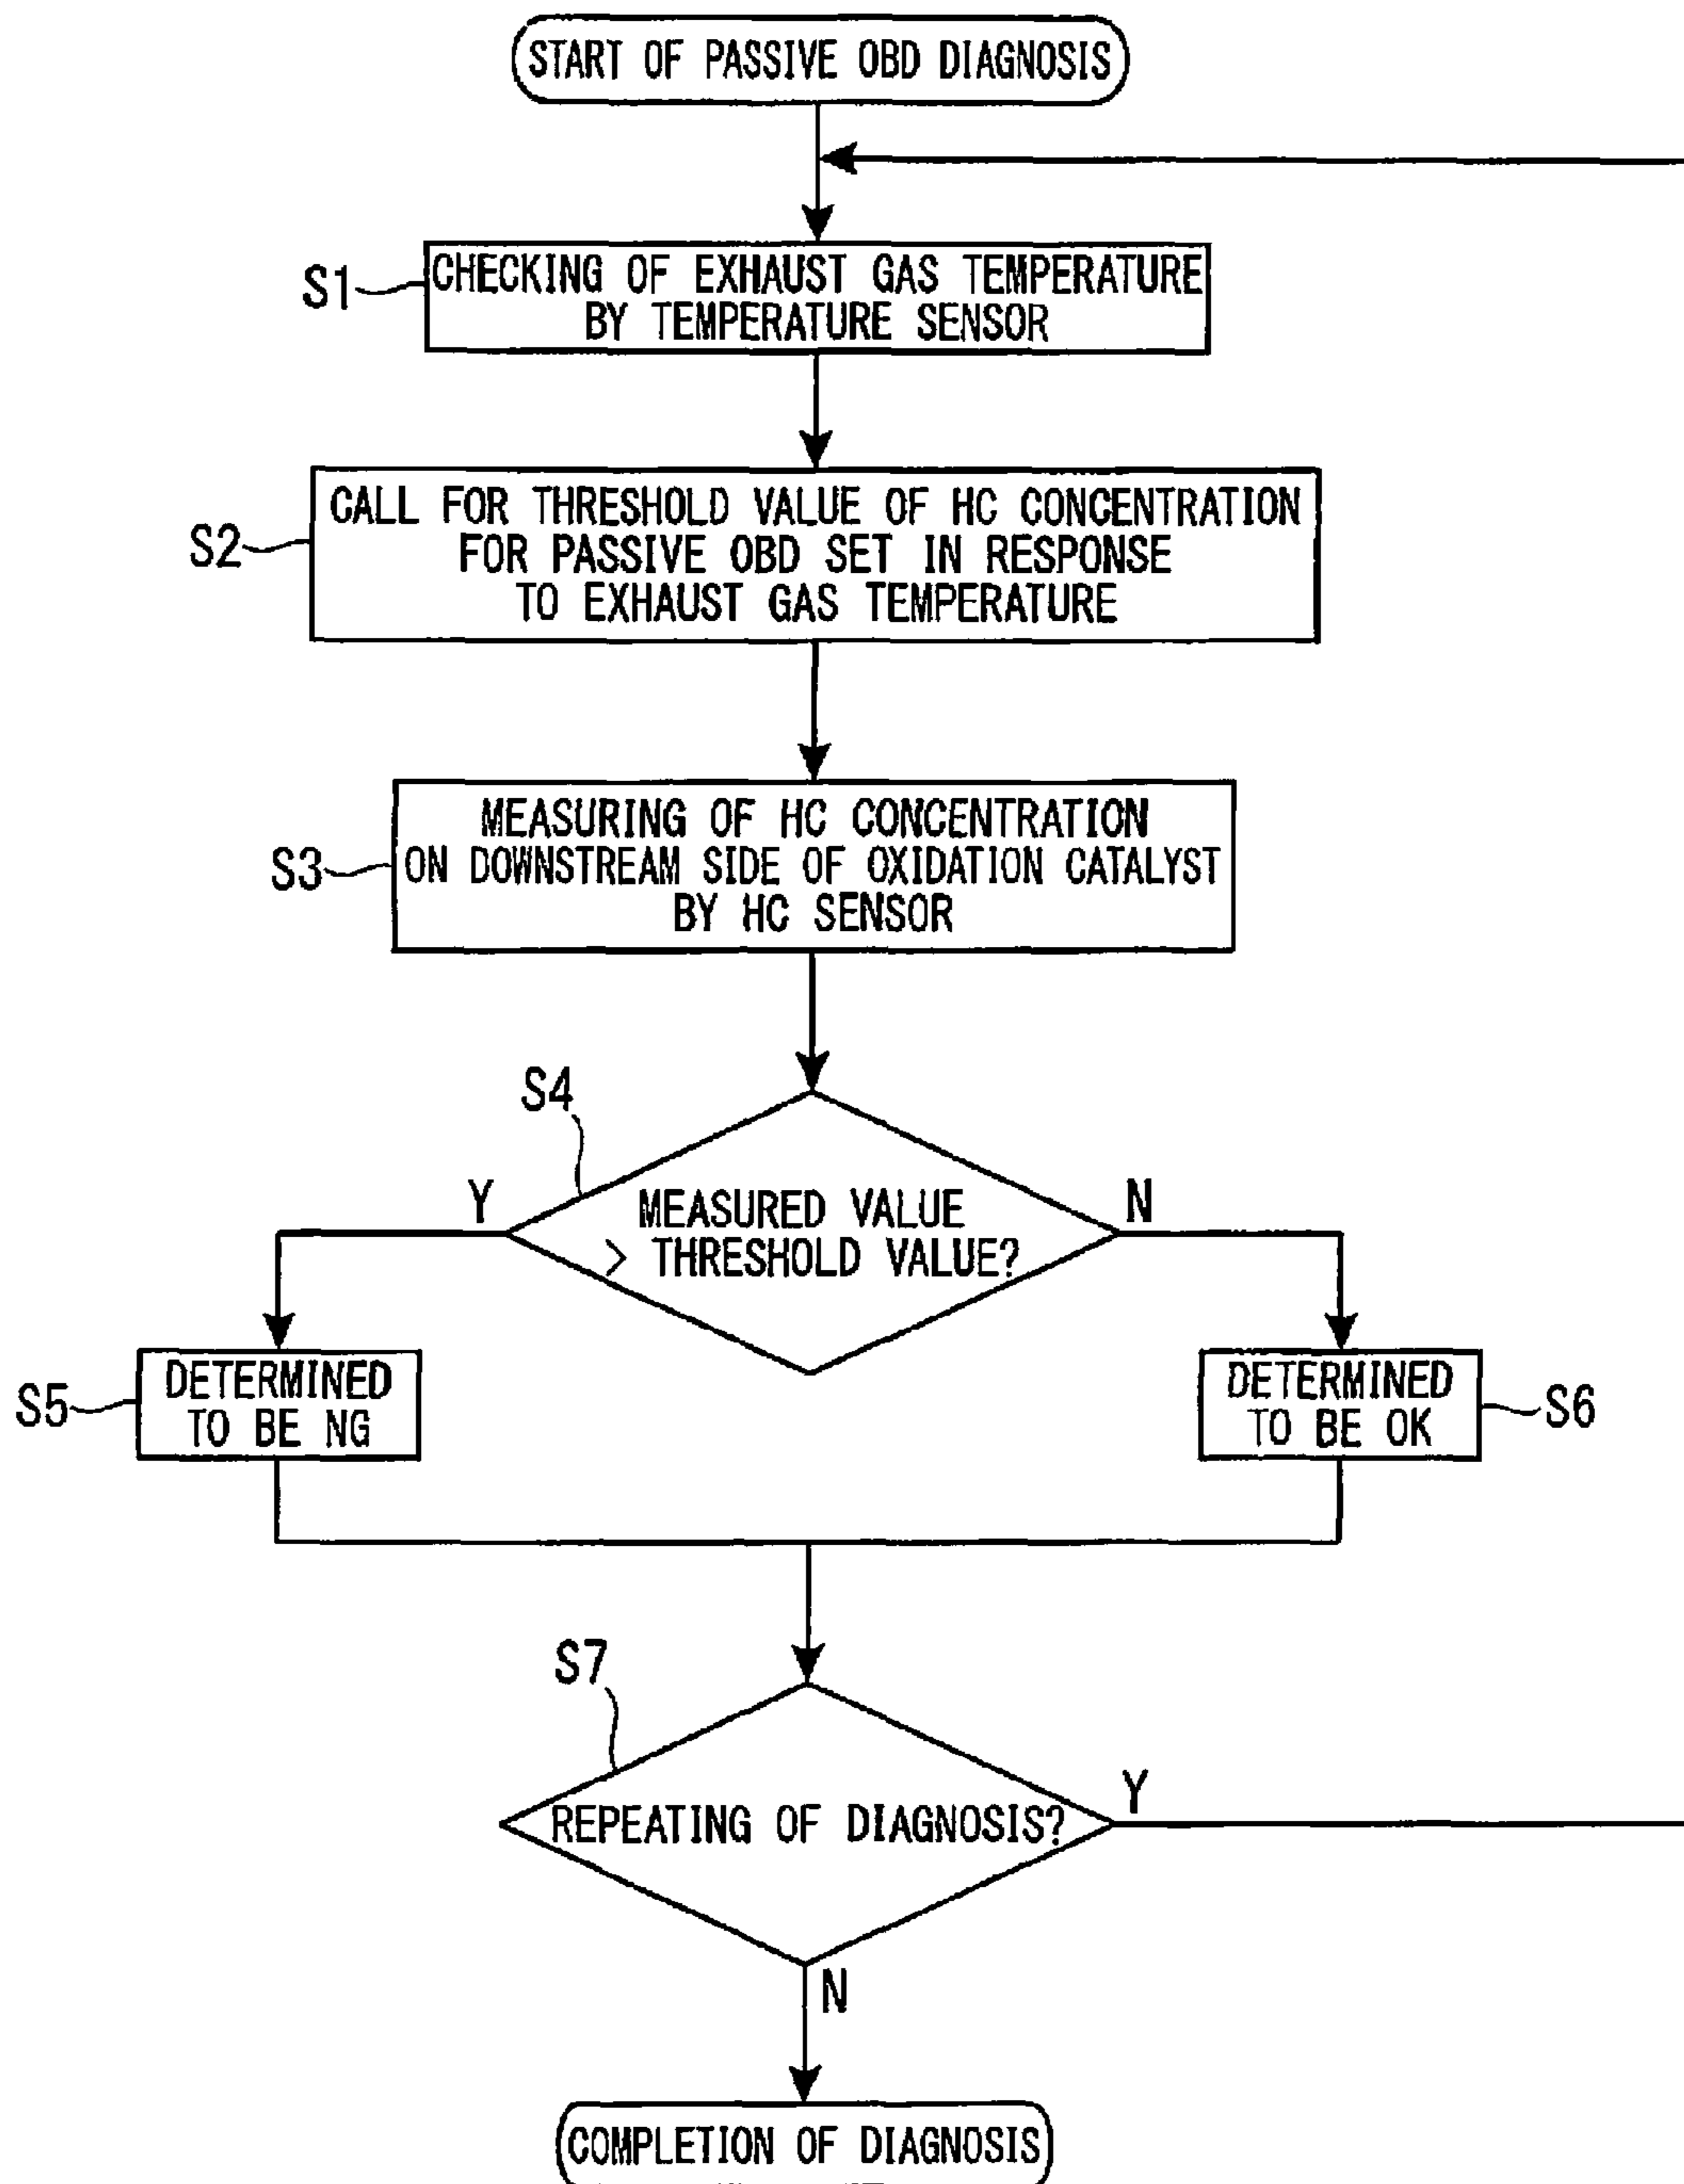 START OF PASSIVE OBD DIAGNOSIS
S1
CHECKING OF EXHAUST GAS TEMPERATURE
BY TEMPERATURE SENSOR
S2
CALL FOR THRESHOLD VALUE OF HC CONCENTRATION
FOR PASSIVE OBD SET IN RESPONSE
TO EXHAUST GAS TEMPERATURE
S3
MEASURING OF HC CONCENTRATION
ON DOWNSTREAM SIDE OF OXIDATION CATALYST
BY HC SENSOR
S4
Y
MEASURED VALUE
> THRESHOLD VALUE?
N
S5
DETERMINED
TO BE NG
DETERMINED
TO BE OK
S6
S7
REPEATING OF DIAGNOSIS?
Y
N
COMPLETION OF DIAGNOSIS